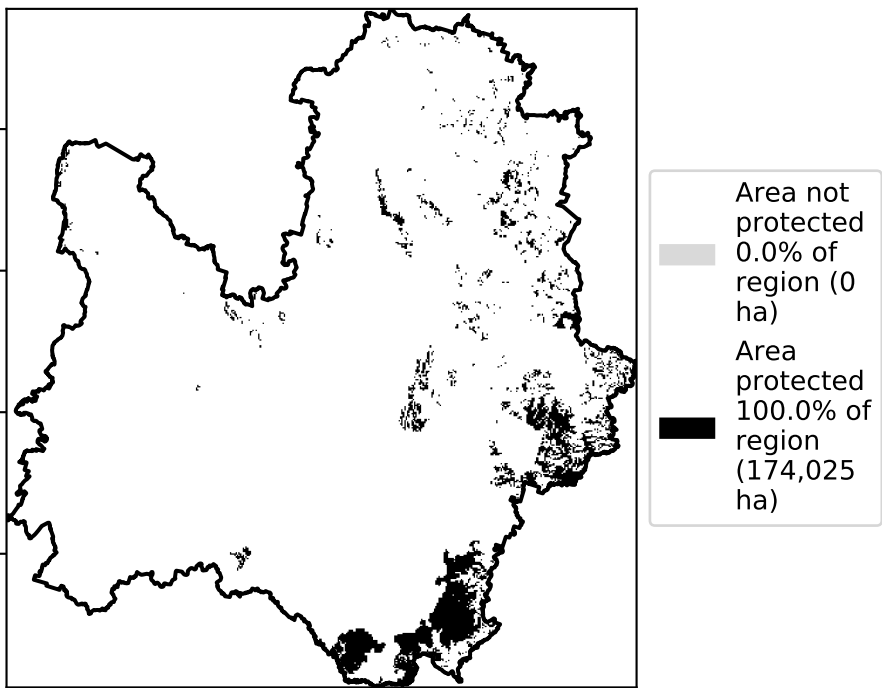 Area not
protected
0.0% of
region (0
ha)
Area
protected
100.0% of
region
(174,025
ha)